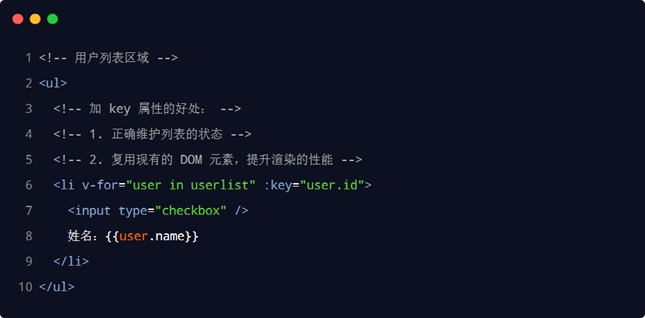 1 <!-- 用户列表区域 -->
2 <ul>
3   <!-- 加 key 属性的好处： -->
4   <!-- 1. 正确维护列表的状态 -->
5   <!-- 2. 复用现有的 DOM 元素，提升渲染的性能 -->
6   <li v-for="user in userlist" :key="user.id">
7     <input type="checkbox" />
8     姓名：{{user.name}}
9   </li>
10 </ul>